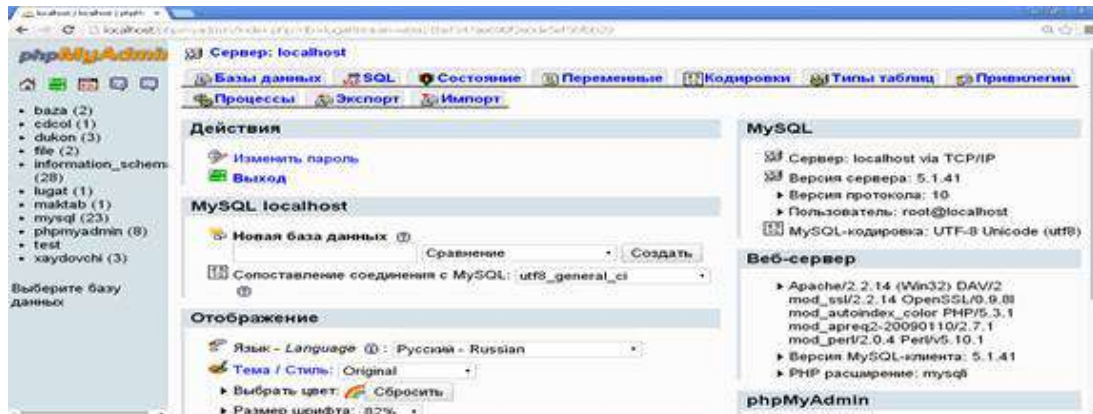 localhost / localhost | phpM
phpMyAdmin
baza (2)
cdcol (1)
dukon (3)
file (2)
information_schema
(28)
lugat (1)
maktab (1)
mysql (23)
phpmyadmin (8)
test
xaydovchi (3)
Выберите базу
данных
Сервер: localhost
Базы данных SQL Состояние Переменные Кодировки Типы таблиц Привилегии
Процессы Экспорт Импорт
Действия
Изменить пароль
Выход
MySQL localhost
Новая база данных
Сравнение Создать
Сопоставление соединения с MySQL: utf8_general_ci
Отображение
Язык - Language : Русский - Russian
Тема / Стиль: Original
Выбрать цвет: Сбросить
Размер шрифта: 82%
MySQL
Сервер: localhost via TCP/IP
Версия сервера: 5.1.41
Версия протокола: 10
Пользователь: root@localhost
MySQL-кодировка: UTF-8 Unicode (utf8)
Веб-сервер
Apache/2.2.14 (Win32) DAV/2
mod_ssl/2.2.14 OpenSSL/0.9.8l
mod_autoindex_color PHP/5.3.1
mod_apreq2-20090110/2.7.1
mod_perl/2.0.4 Perl/v5.10.1
Версия MySQL-клиента: 5.1.41
PHP расширение: mysqli
phpMyAdmin